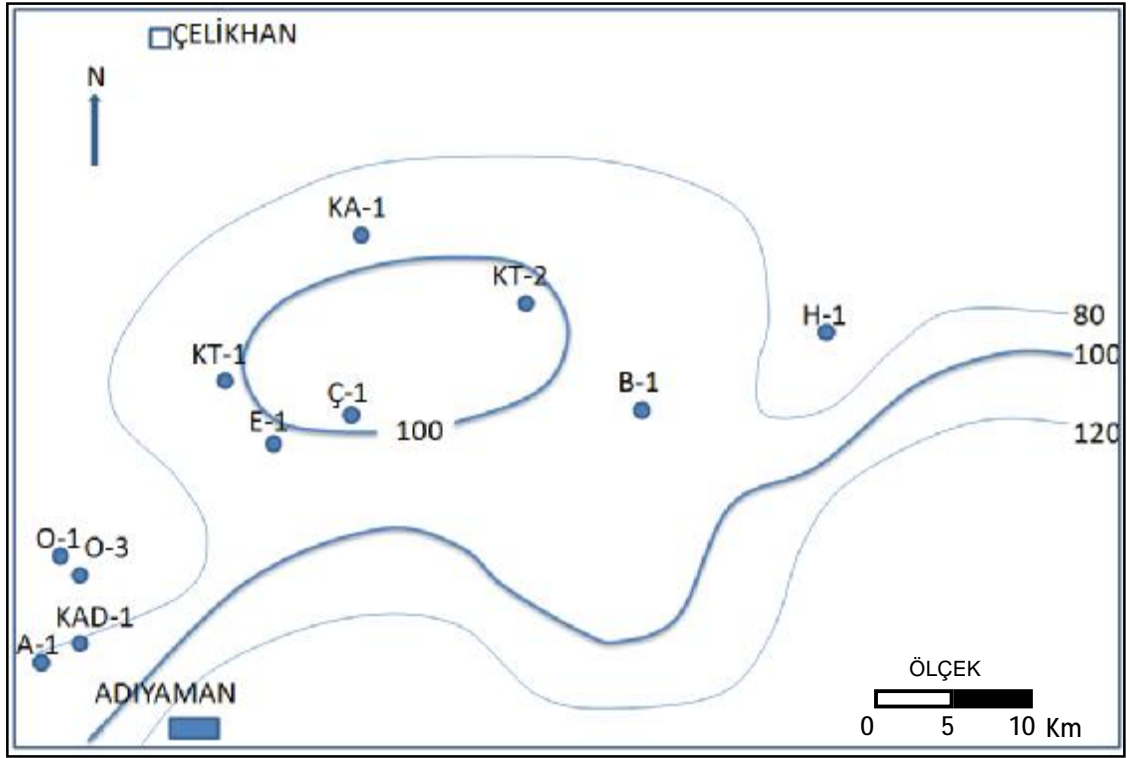 ÇELİKHAN
N
KA-1
KT-2
H-1
80
100
KT-1
B-1
Ç-1
E-1
100
120
O-1
O-3
KAD-1
A-1
ADIYAMAN
ÖLÇEK
0 5 10 Km